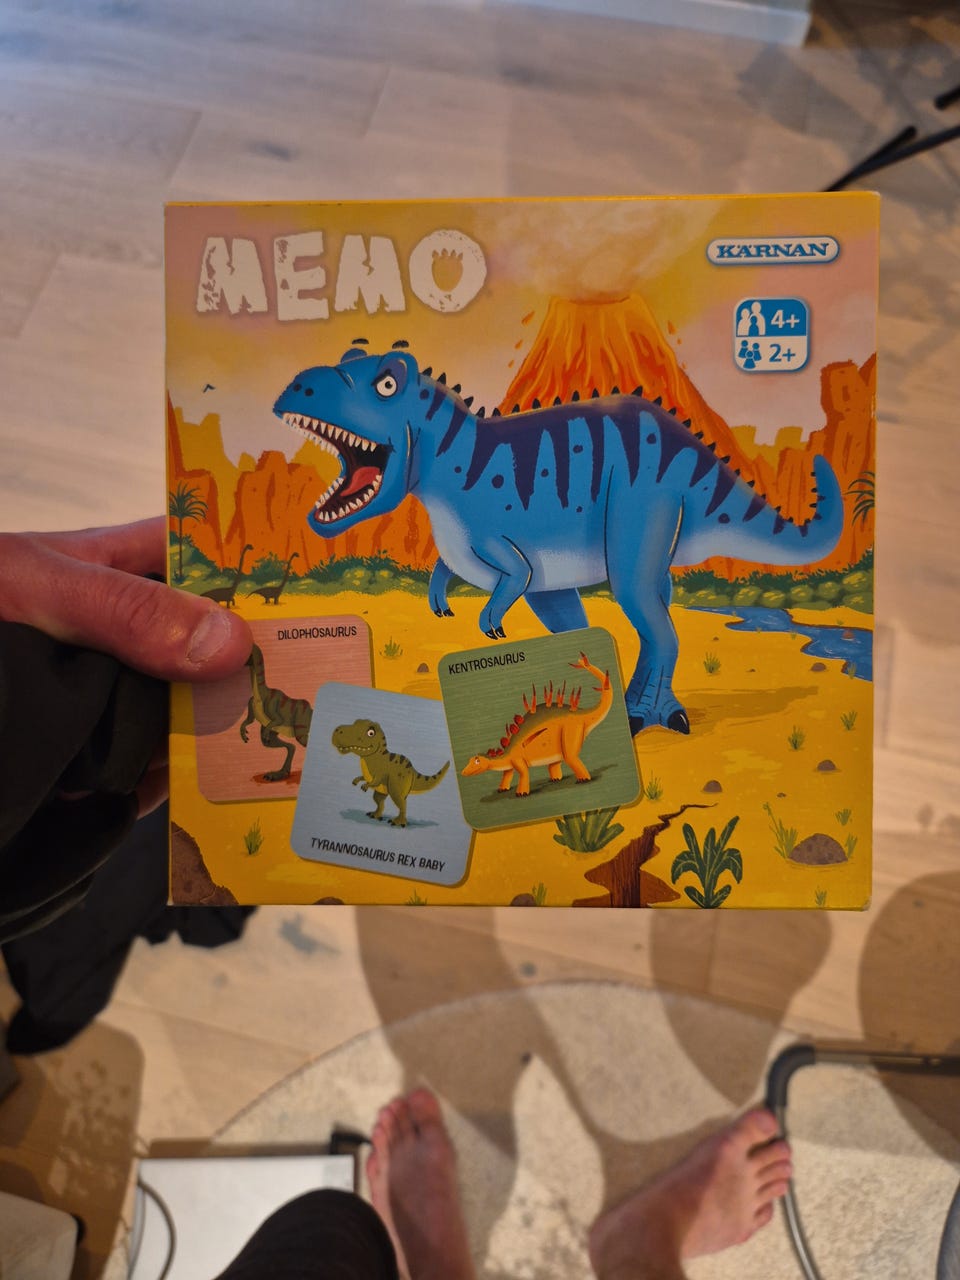 MEMO
KÄRNAN
4+
2+
DILOPHOSAURUS
KENTROSAURUS
TYRANNOSAURUS REX BABY